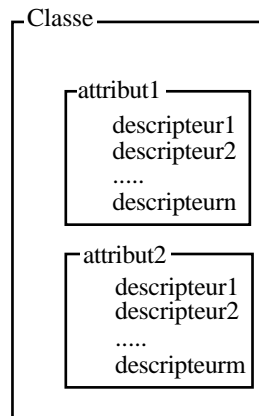 Classe
attribut1
descripteur1
descripteur2
.....
descripteurn
attribut2
descripteur1
descripteur2
.....
descripteurm